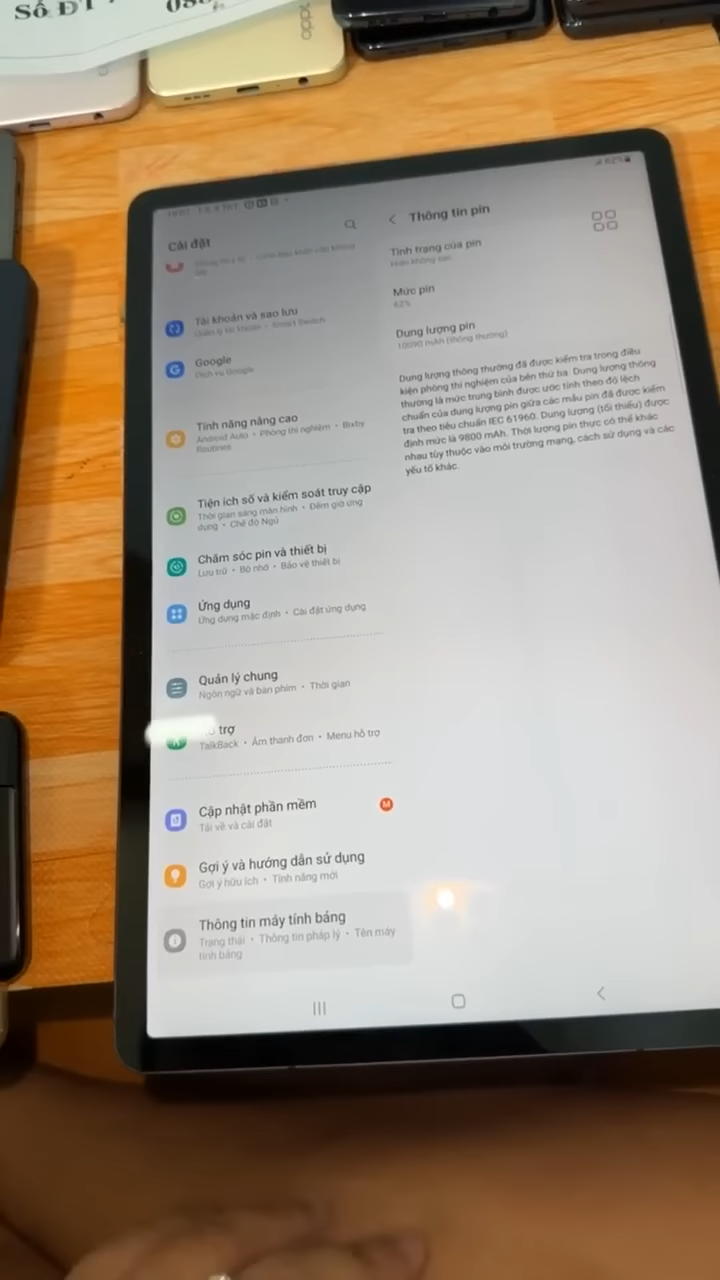 Số ĐT
oppo
62%
Cài đặt
Tài khoản và sao lưu
Quản lý tài khoản • Smart Switch
Google
Dịch vụ Google
Tính năng nâng cao
Android Auto • Phòng thí nghiệm • Bixby
Routines
Tiện ích số và kiểm soát truy cập
Thời gian sáng màn hình • Đếm giờ ứng
dụng • Chế độ Ngủ
Chăm sóc pin và thiết bị
Lưu trữ • Bộ nhớ • Bảo vệ thiết bị
Ứng dụng
Ứng dụng mặc định • Cài đặt ứng dụng
Quản lý chung
Ngôn ngữ và bàn phím • Thời gian
trợ
TalkBack • Âm thanh đơn • Menu hỗ trợ
Cập nhật phần mềm
M
Tải về và cài đặt
Gợi ý và hướng dẫn sử dụng
Gợi ý hữu ích • Tính năng mới
Thông tin máy tính bảng
Trạng thái • Thông tin pháp lý • Tên máy
tính bảng
Thông tin pin
Tình trạng của pin
Mức pin
62%
Dung lượng pin
10090 mAh (thông thường)
Dung lượng thông thường đã được kiểm tra trong điều
kiện phòng thí nghiệm của bên thứ ba. Dung lượng thông
thường là mức trung bình được ước tính theo độ lệch
chuẩn của dung lượng pin giữa các mẫu pin đã được kiểm
tra theo tiêu chuẩn IEC 61960. Dung lượng (tối thiểu) được
định mức là 9800 mAh. Thời lượng pin thực có thể khác
nhau tùy thuộc vào môi trường mạng, cách sử dụng và các
yếu tố khác.